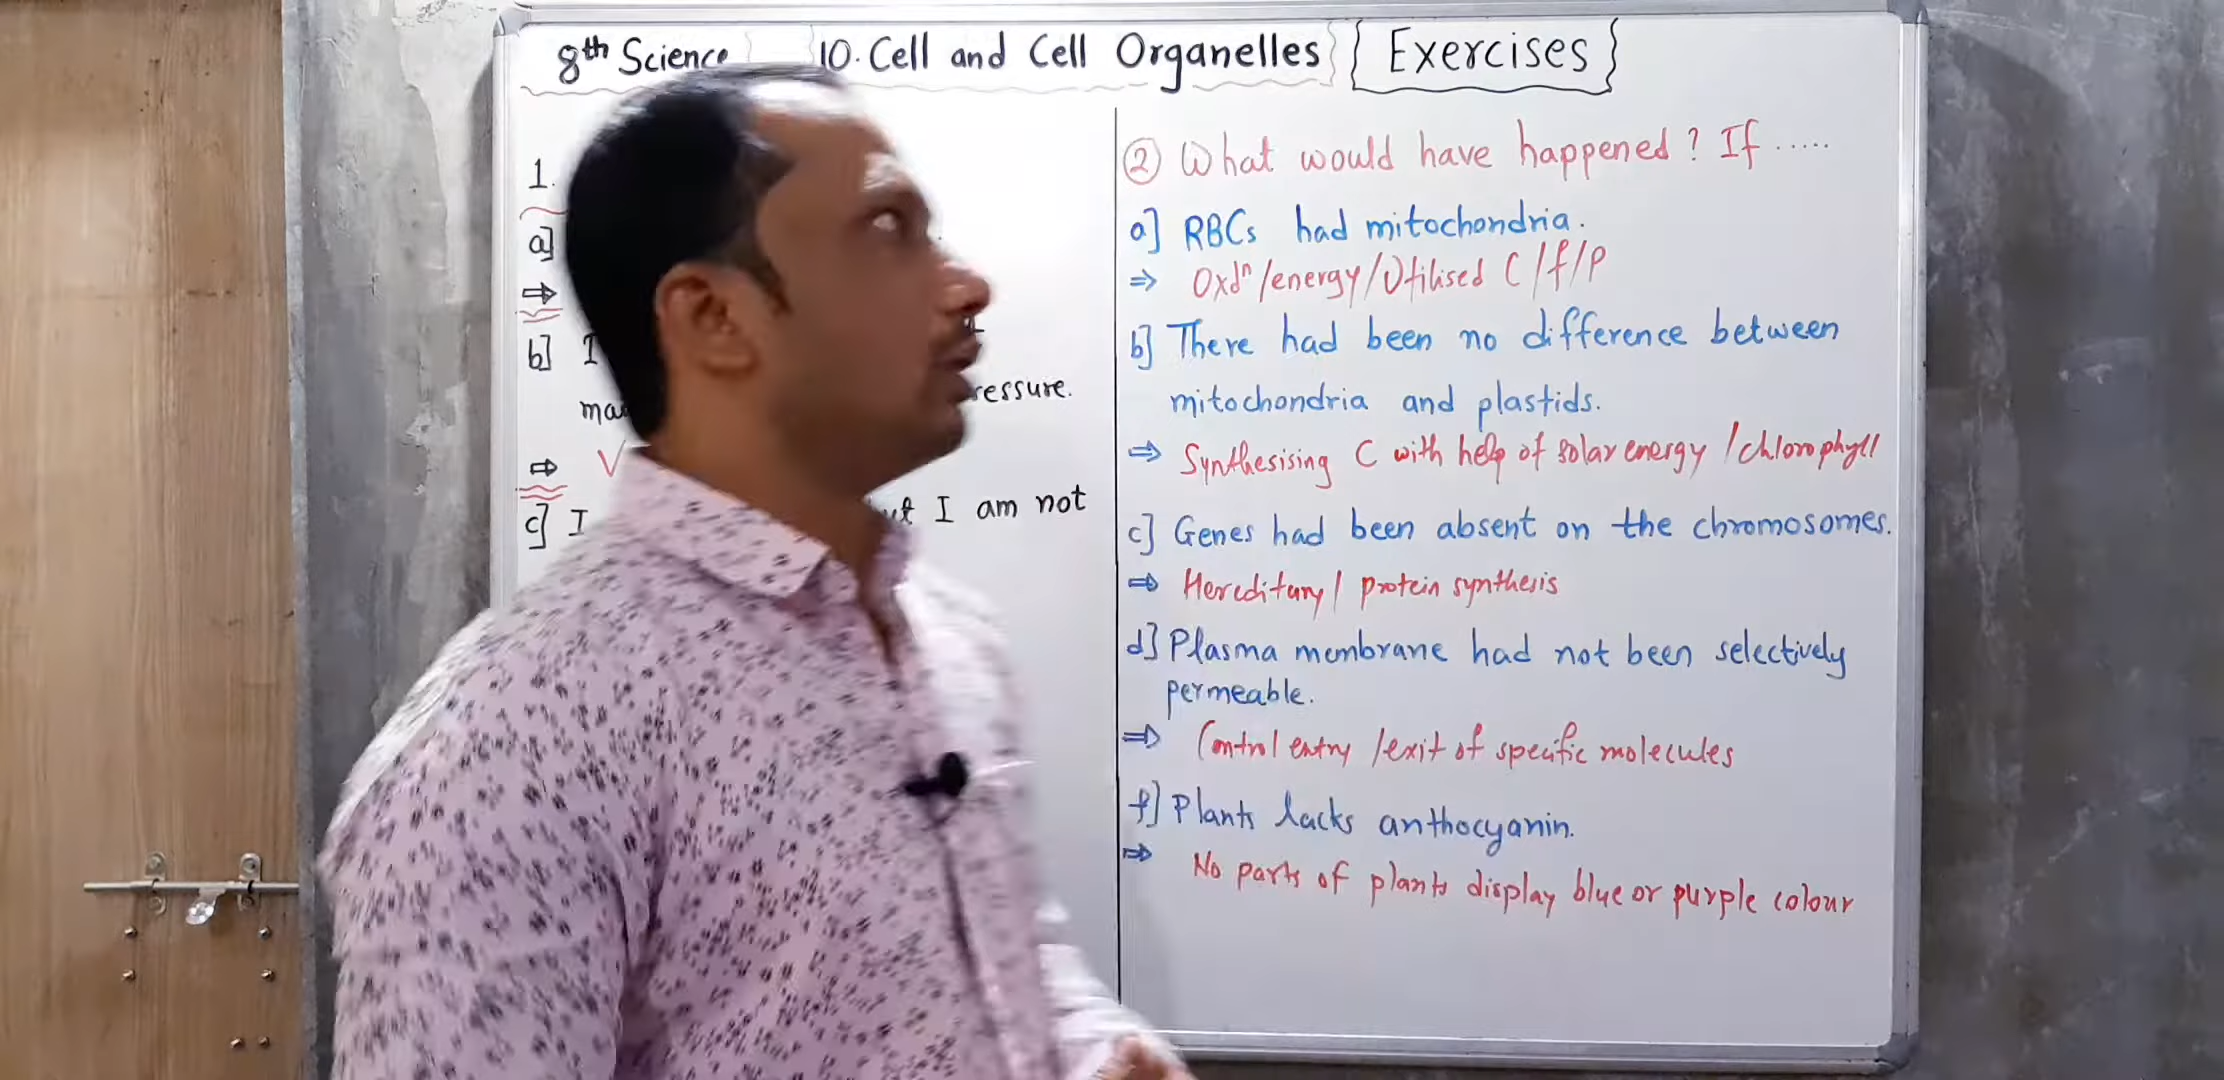 8th Science 10. Cell and Cell Organelles Exercises
1.
a]
⇒
b] I
ressure.
⇒ V
c] I I am not
② What would have happened? If .....
a] RBCs had mitochondria.
⇒ Oxdⁿ/energy/Utilised C/f/P
b] There had been no difference between
mitochondria and plastids.
⇒ Synthesising C with help of solar energy /chlorophyll
c] Genes had been absent on the chromosomes.
⇒ Hereditary/ protein synthesis
d] Plasma membrane had not been selectively
permeable.
⇒ Control entry /exit of specific molecules
f] Plants lacks anthocyanin.
⇒ No parts of plants display blue or purple colour